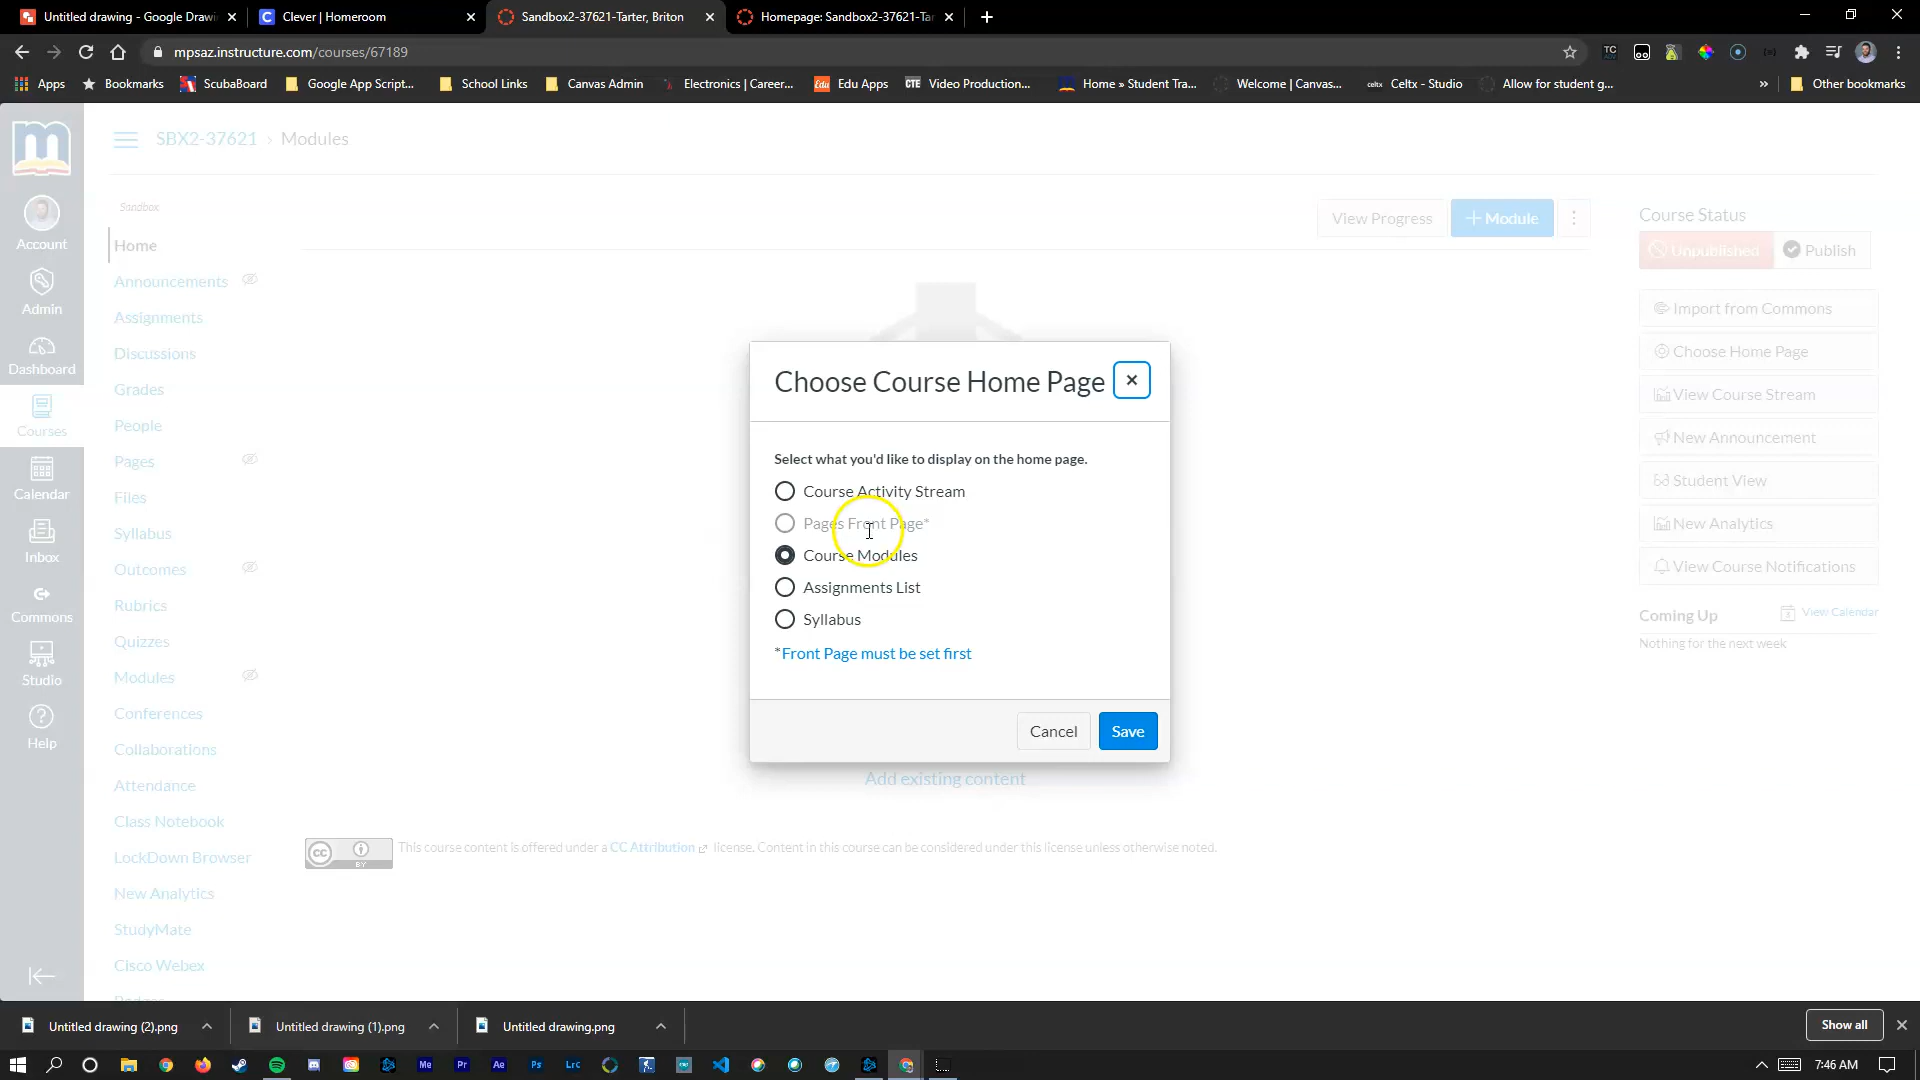 Untitled drawing - Google Drawi
Clever | Homeroom
Sandbox2-37621-Tarter, Briton
Homepage: Sandbox2-37621-Tar
mpsaz.instructure.com/courses/67189
Apps
Bookmarks
ScubaBoard
Google App Script...
School Links
Canvas Admin
Electronics | Career...
Edu Apps
Video Production...
Home » Student Tra...
Welcome | Canvas...
Celtx - Studio
Allow for student g...
»
Other bookmarks
SBX2-37621 › Modules
Account
Admin
Dashboard
Courses
Calendar
Inbox
Commons
Studio
Help
Sandbox
Home
Announcements
Assignments
Discussions
Grades
People
Pages
Files
Syllabus
Outcomes
Rubrics
Quizzes
Modules
Conferences
Collaborations
Attendance
Class Notebook
LockDown Browser
New Analytics
StudyMate
Cisco Webex
View Progress
+ Module
Choose Course Home Page
Select what you'd like to display on the home page.
Course Activity Stream
Pages Front Page*
Course Modules
Assignments List
Syllabus
*Front Page must be set first
Cancel
Save
Add existing content
This course content is offered under a CC Attribution license. Content in this course can be considered under this license unless otherwise noted.
Course Status
Unpublished
Publish
Import from Commons
Choose Home Page
View Course Stream
New Announcement
Student View
New Analytics
View Course Notifications
Coming Up
View Calendar
Nothing for the next week
Untitled drawing (2).png
Untitled drawing (1).png
Untitled drawing.png
Show all
7:46 AM